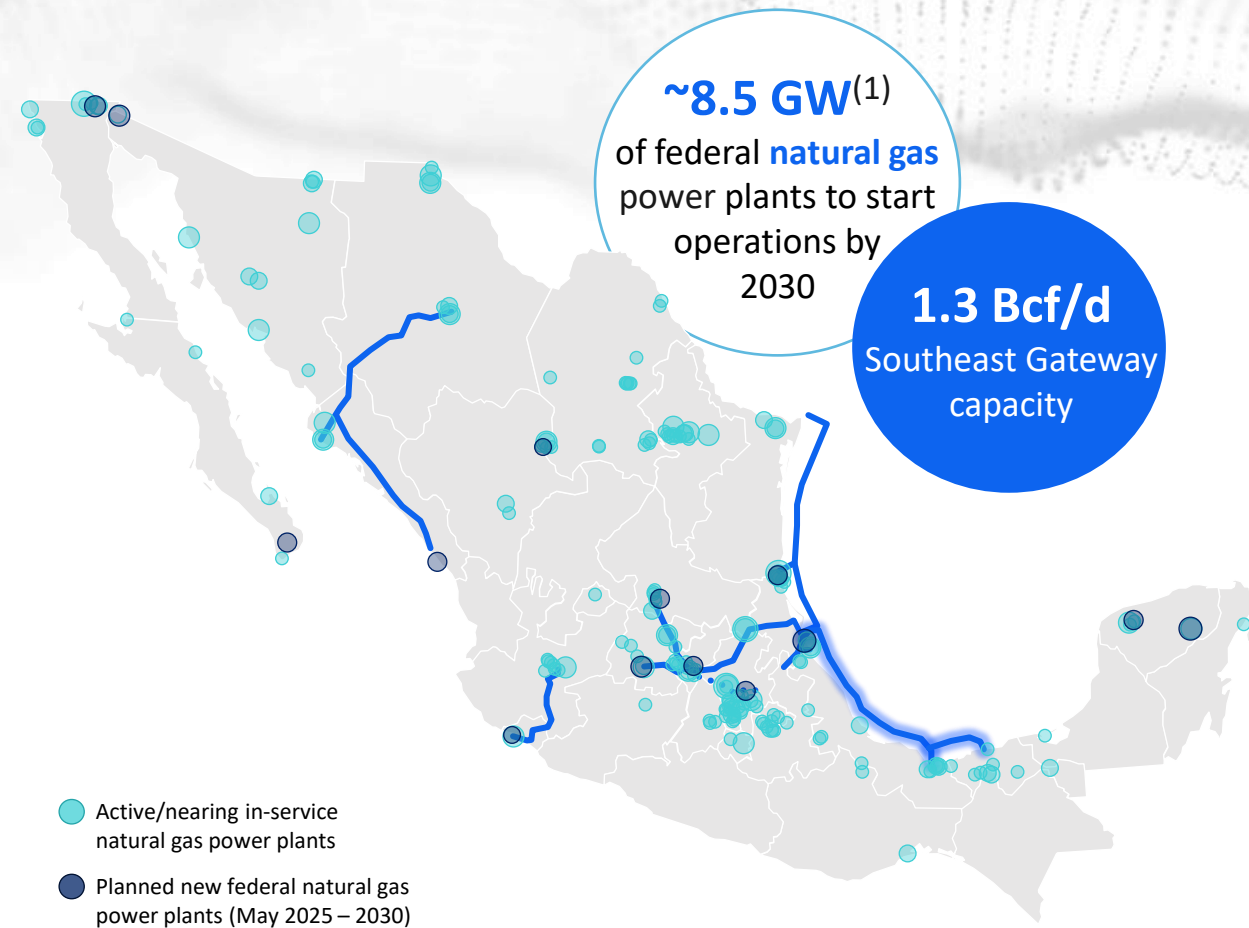 ~8.5 GW(1)
of federal natural gas
power plants to start
operations by
2030
1.3 Bcf/d
Southeast Gateway
capacity
Active/nearing in-service
natural gas power plants
Planned new federal natural gas
power plants (May 2025 – 2030)